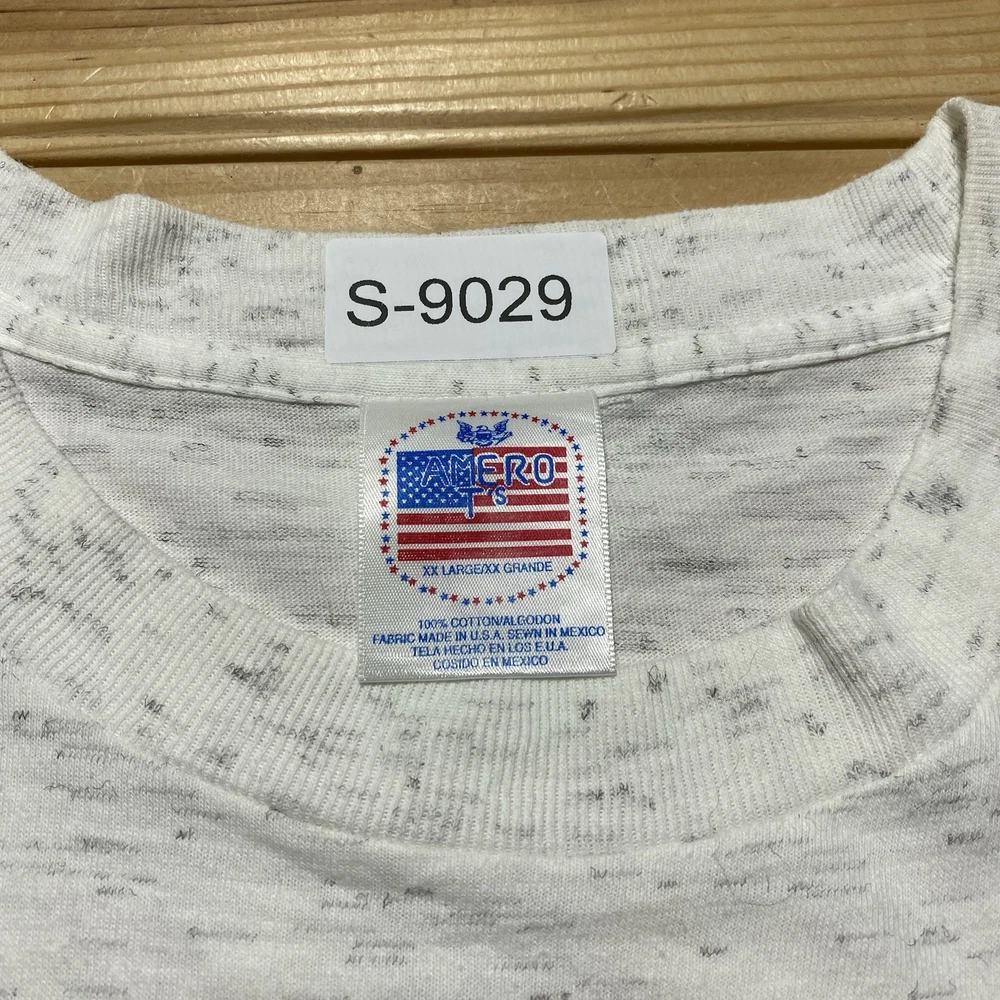 S-9029
AMERO
T's
XX LARGE/XX GRANDE
100% COTTON/ALGODON
FABRIC MADE IN U.S.A. SEWN IN MEXICO
TELA HECHO EN LOS E.U.A.
COSIDO EN MEXICO